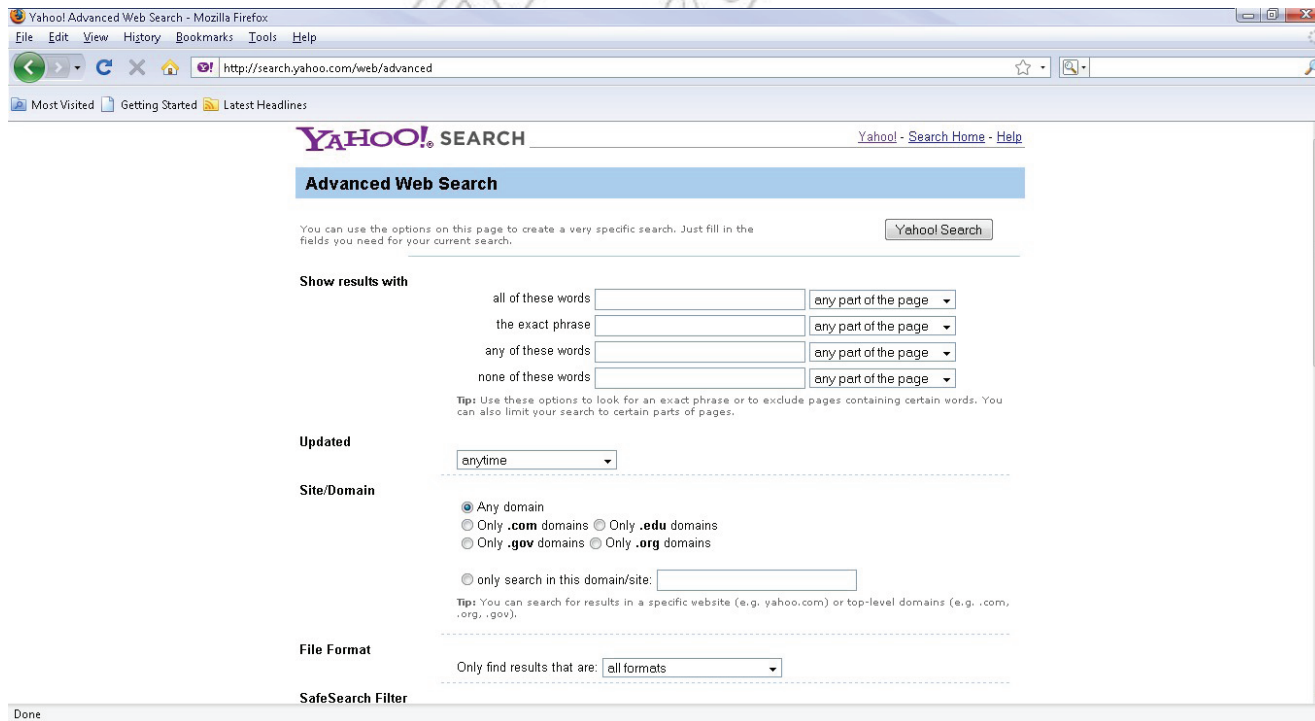 Yahoo! Advanced Web Search - Mozilla Firefox
File Edit View History Bookmarks Tools Help
http://search.yahoo.com/web/advanced
Most Visited Getting Started Latest Headlines
YAHOO!® SEARCH Yahoo! - Search Home - Help
Advanced Web Search
You can use the options on this page to create a very specific search. Just fill in the
fields you need for your current search.
Yahoo! Search
Show results with
all of these words any part of the page
the exact phrase any part of the page
any of these words any part of the page
none of these words any part of the page
Tip: Use these options to look for an exact phrase or to exclude pages containing certain words. You
can also limit your search to certain parts of pages.
Updated
anytime
Site/Domain
Any domain
Only .com domains Only .edu domains
Only .gov domains Only .org domains
only search in this domain/site:
Tip: You can search for results in a specific website (e.g. yahoo.com) or top-level domains (e.g. .com,
.org, .gov).
File Format
Only find results that are: all formats
SafeSearch Filter
Done